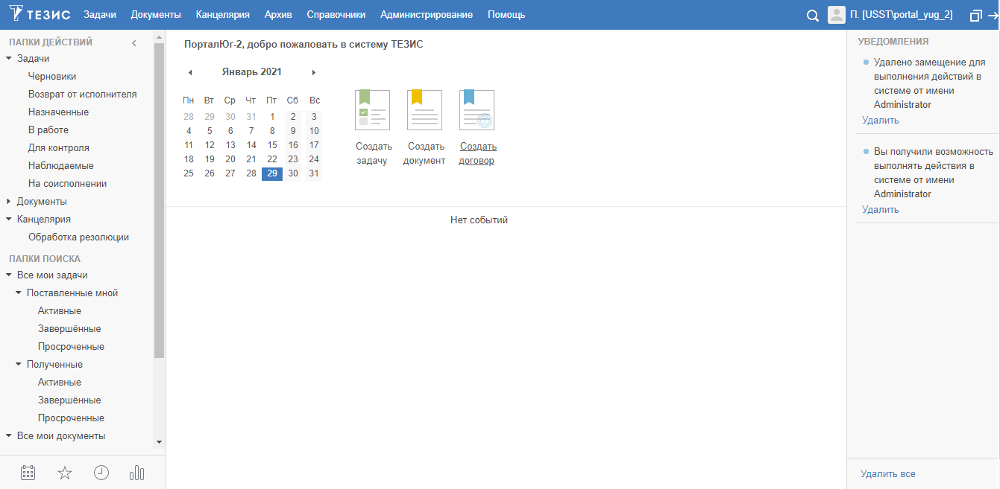 ТЕЗИС Задачи Документы Канцелярия Архив Справочники Администрирование Помощь П. [USST\portal_yug_2]
ПАПКИ ДЕЙСТВИЙ
Задачи
Черновики
Возврат от исполнителя
Назначенные
В работе
Для контроля
Наблюдаемые
На соисполнении
Документы
Канцелярия
Обработка резолюции
ПАПКИ ПОИСКА
Все мои задачи
Поставленные мной
Активные
Завершённые
Просроченные
Полученные
Активные
Завершённые
Просроченные
Все мои документы
ПорталЮг-2, добро пожаловать в систему ТЕЗИС
Январь 2021
Пн Вт Ср Чт Пт Сб Вс
28 29 30 31 1 2 3
4 5 6 7 8 9 10
11 12 13 14 15 16 17
18 19 20 21 22 23 24
25 26 27 28 29 30 31
Создать
задачу
Создать
документ
Создать
договор
Нет событий
УВЕДОМЛЕНИЯ
Удалено замещение для
выполнения действий в
системе от имени
Administrator
Удалить
Вы получили возможность
выполнять действия в
системе от имени
Administrator
Удалить
Удалить все